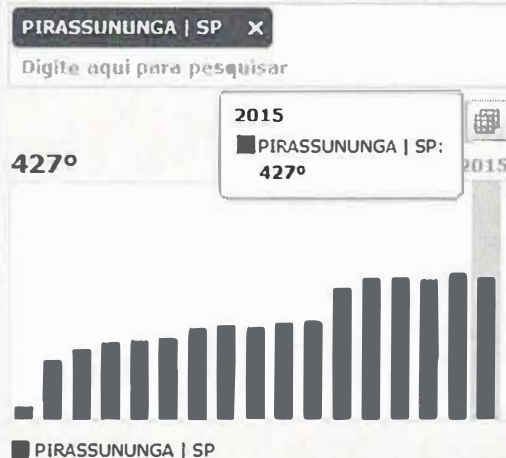 PIRASSUNUNGA | SP X
Digite aqui para pesquisar
2015
PIRASSUNUNGA | SP:
427º
427º
2015
PIRASSUNUNGA | SP